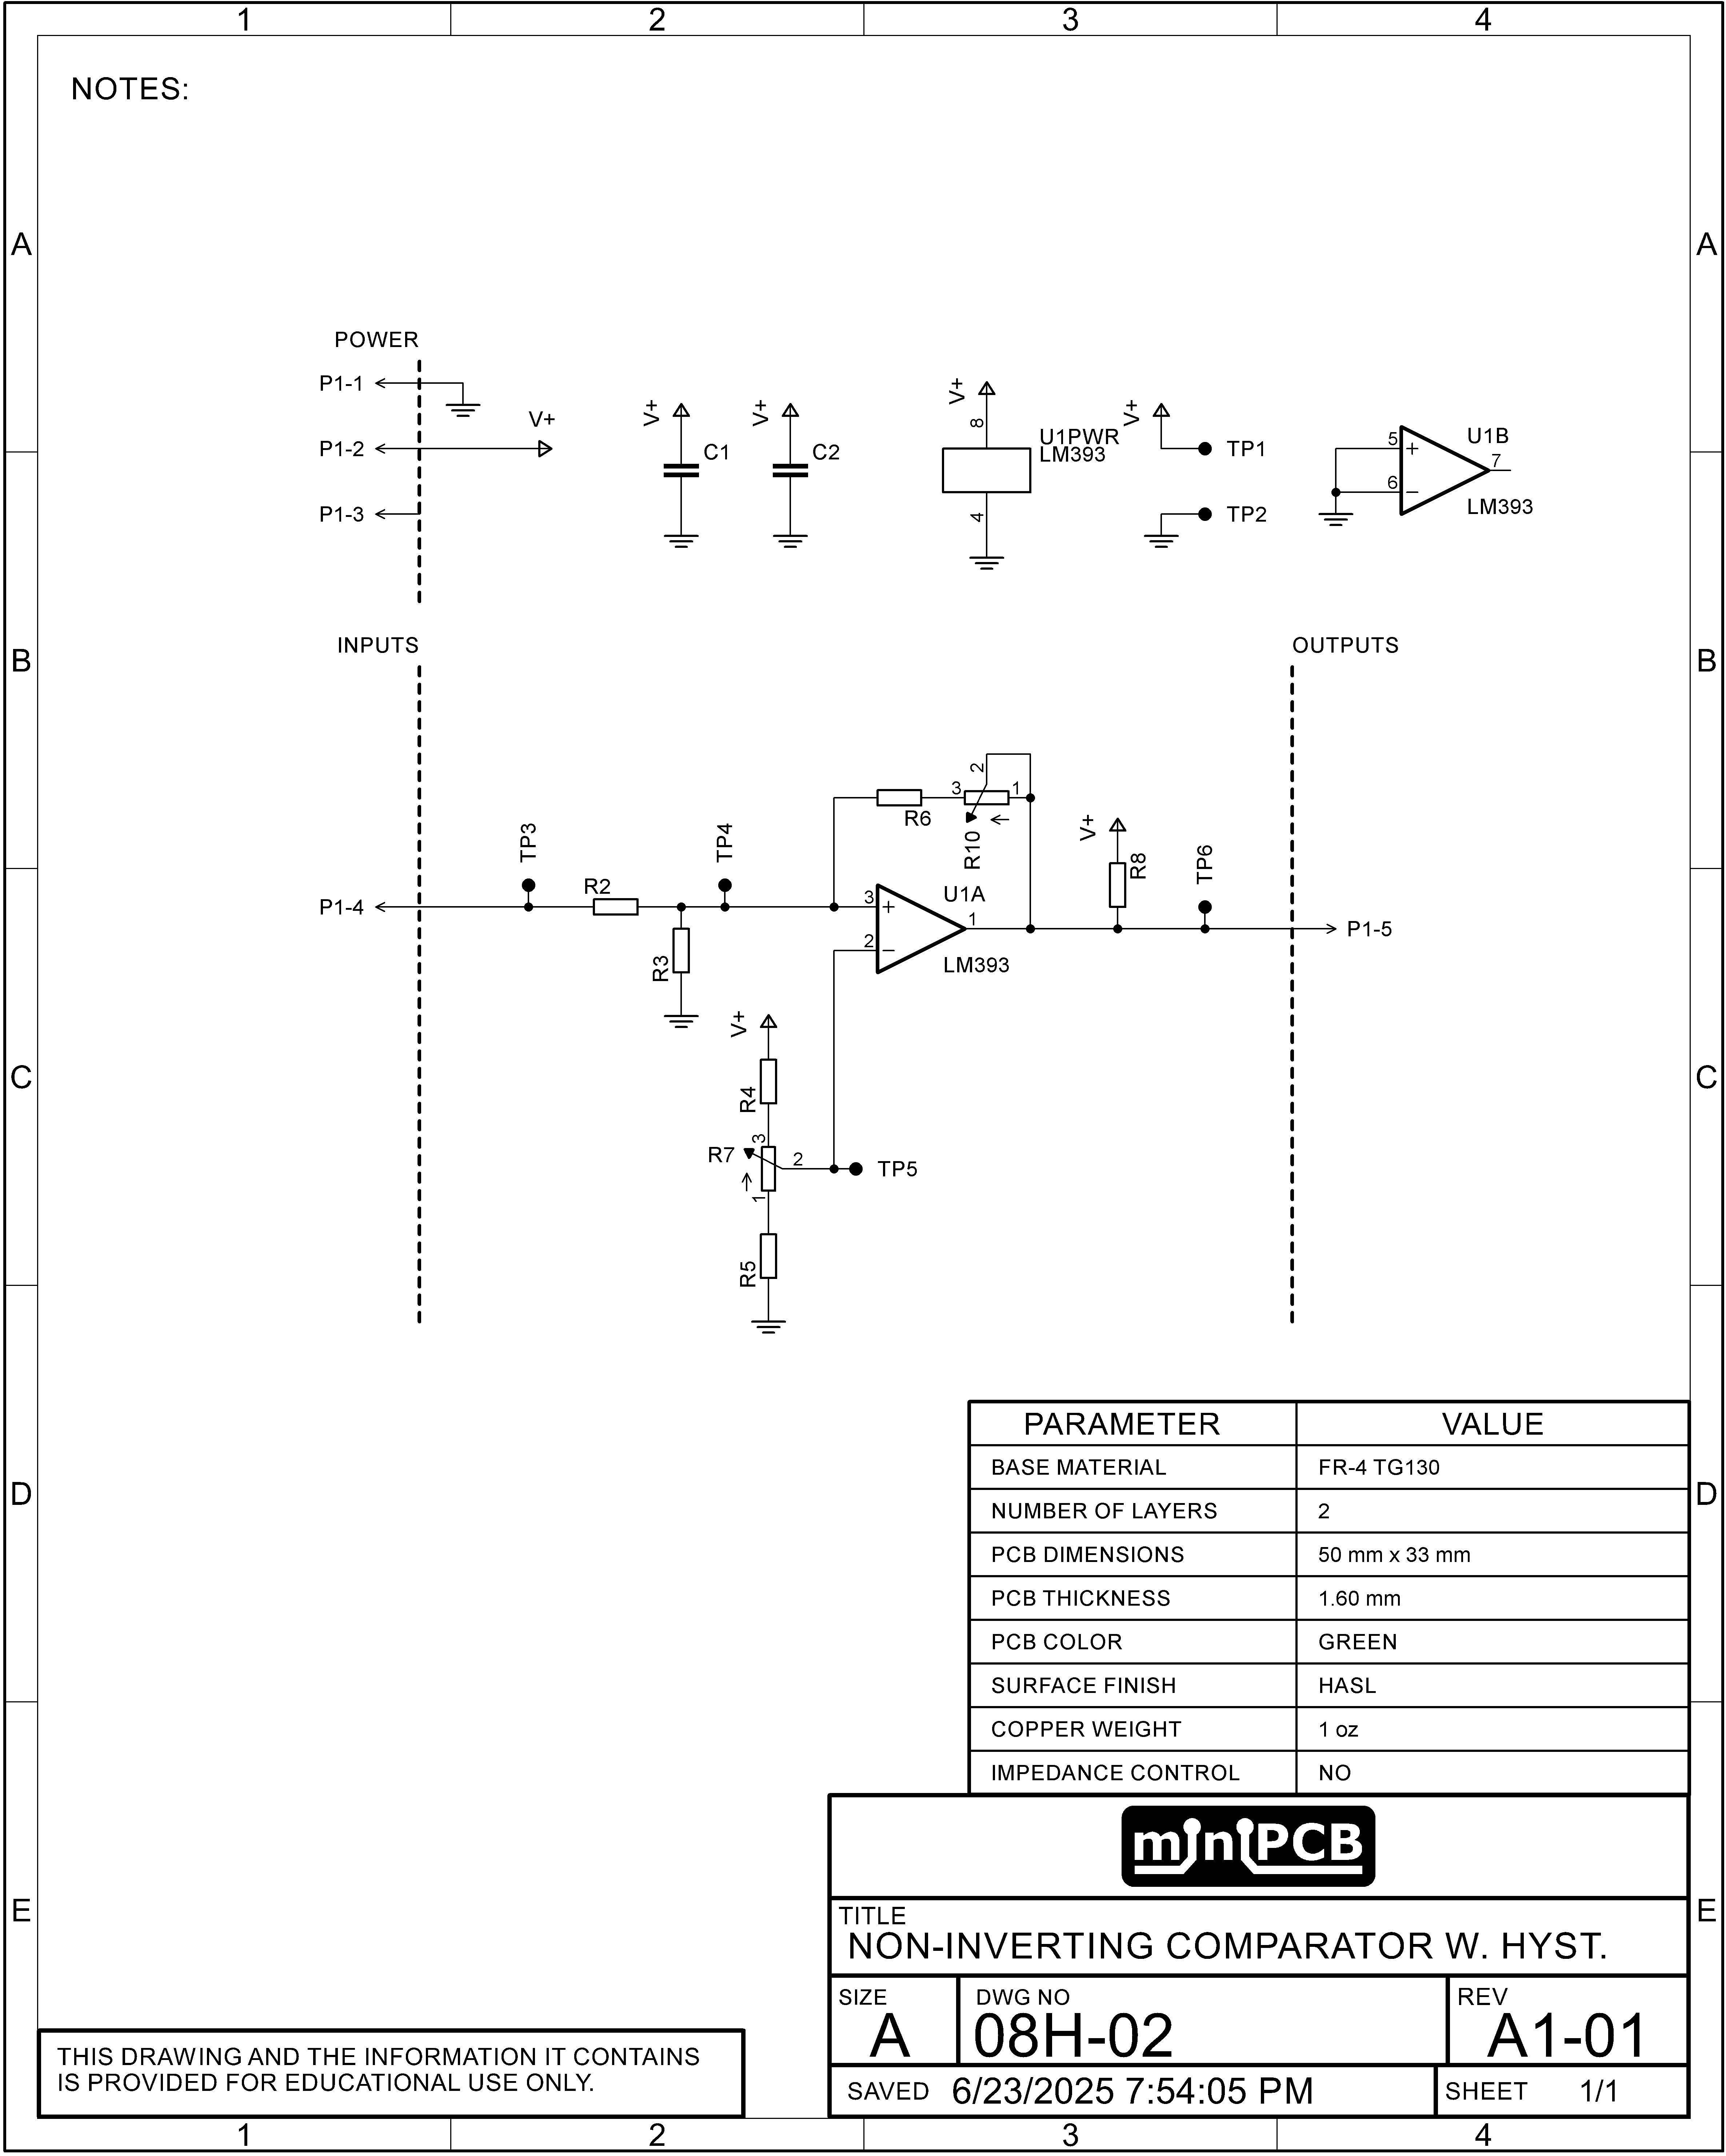 1 2 3 4
NOTES:
A A
POWER
P1-1
V+
P1-2
P1-3
V+ C1
V+ C2
V+
8
U1PWR
LM393
4
V+
TP1
TP2
5 + U1B
7
6 −
LM393
B B
INPUTS
OUTPUTS
2
3 1
R6
R10
V+
R8
TP3
TP4
TP6
P1-4
R2
R3
3 + U1A
1
2 −
LM393
P1-5
V+
R4
3
R7 2 TP5
1
R5
C C
PARAMETER VALUE
BASE MATERIAL FR-4 TG130
NUMBER OF LAYERS 2
PCB DIMENSIONS 50 mm x 33 mm
PCB THICKNESS 1.60 mm
PCB COLOR GREEN
SURFACE FINISH HASL
COPPER WEIGHT 1 oz
IMPEDANCE CONTROL NO
D D
miniPCB
TITLE
NON-INVERTING COMPARATOR W. HYST.
SIZE DWG NO REV
A 08H-02 A1-01
SAVED 6/23/2025 7:54:05 PM SHEET 1/1
E E
THIS DRAWING AND THE INFORMATION IT CONTAINS
IS PROVIDED FOR EDUCATIONAL USE ONLY.
1 2 3 4